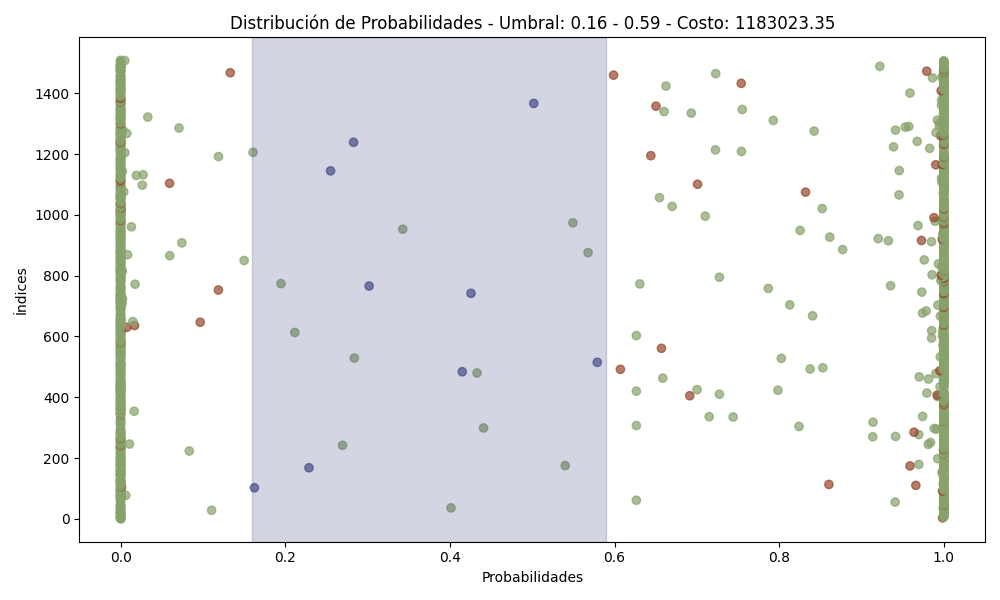 Distribución de Probabilidades - Umbral: 0.16 - 0.59 - Costo: 1183023.35
1400
1200
1000
800
600
400
200
0
Índices
0.0 0.2 0.4 0.6 0.8 1.0
Probabilidades